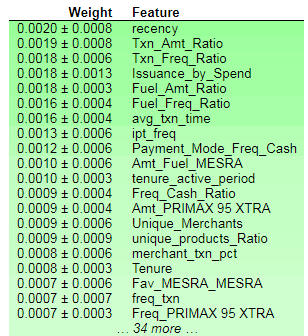 Weight Feature
0.0020 ± 0.0008 recency
0.0019 ± 0.0008 Txn_Amt_Ratio
0.0018 ± 0.0006 Txn_Freq_Ratio
0.0018 ± 0.0013 Issuance_by_Spend
0.0018 ± 0.0003 Fuel_Amt_Ratio
0.0016 ± 0.0004 Fuel_Freq_Ratio
0.0016 ± 0.0004 avg_txn_time
0.0013 ± 0.0006 ipt_freq
0.0012 ± 0.0006 Payment_Mode_Freq_Cash
0.0010 ± 0.0006 Amt_Fuel_MESRA
0.0010 ± 0.0003 tenure_active_period
0.0009 ± 0.0004 Freq_Cash_Ratio
0.0009 ± 0.0004 Amt_PRIMAX 95 XTRA
0.0009 ± 0.0006 Unique_Merchants
0.0009 ± 0.0009 unique_products_Ratio
0.0008 ± 0.0006 merchant_txn_pct
0.0008 ± 0.0003 Tenure
0.0007 ± 0.0006 Fav_MESRA_MESRA
0.0007 ± 0.0007 freq_txn
0.0007 ± 0.0003 Freq_PRIMAX 95 XTRA
… 34 more …